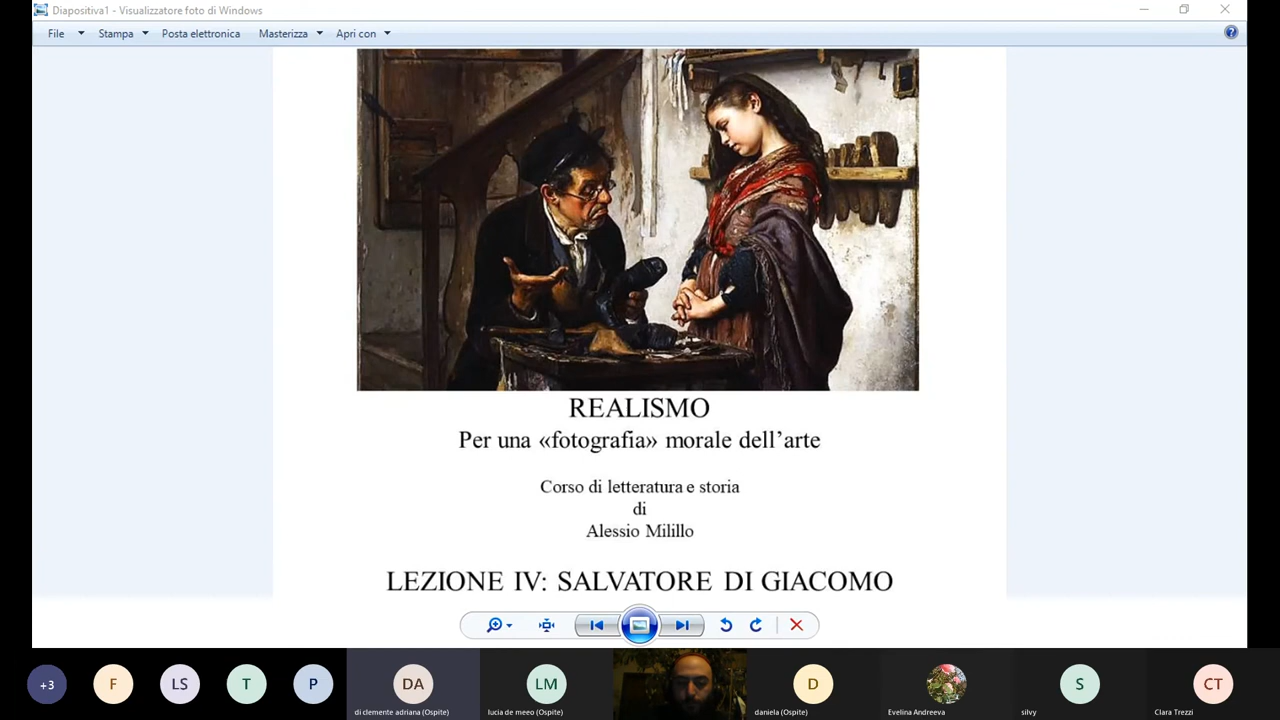 Diapositiva1 - Visualizzatore foto di Windows
File Stampa Posta elettronica Masterizza Apri con
REALISMO
Per una «fotografia» morale dell’arte
Corso di letteratura e storia
di
Alessio Milillo
LEZIONE IV: SALVATORE DI GIACOMO
+3 F LS T P DA LM D S CT
di clemente adriana (Ospite) lucia de meeo (Ospite) daniela (Ospite) Evelina Andreeva silvy Clara Trezzi